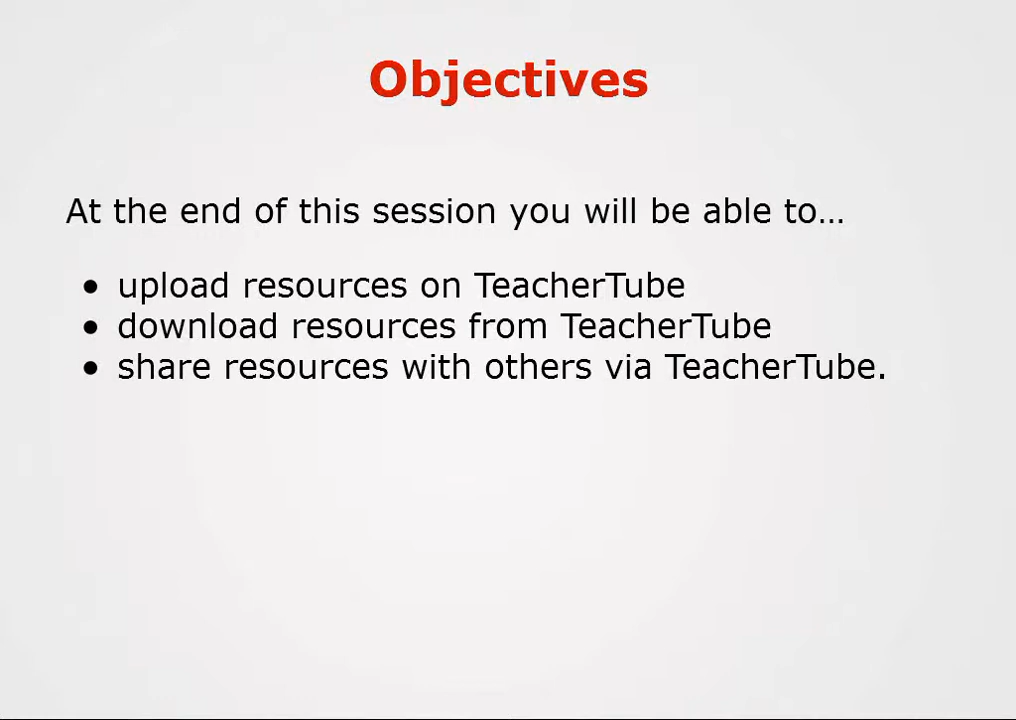 Objectives
At the end of this session you will be able to…
• upload resources on TeacherTube
• download resources from TeacherTube
• share resources with others via TeacherTube.